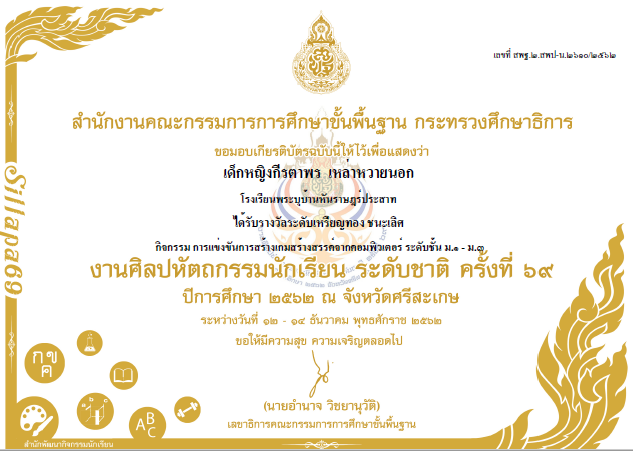 เลขที่ สพฐ.๒.สพป-น.๒๖๑๐/๒๕๖๒
สำนักงานคณะกรรมการการศึกษาขั้นพื้นฐาน กระทรวงศึกษาธิการ
ขอมอบเกียรติบัตรฉบับนี้ให้ไว้เพื่อแสดงว่า
เด็กหญิงกีรตาพร เหล่าหวายนอก
โรงเรียนพระบุบ้านหันราษฎร์ประสาท
ได้รับรางวัลระดับเหรียญทอง ชนะเลิศ
กิจกรรม การแข่งขันการสร้างเกมสร้างสรรค์จากคอมพิวเตอร์ ระดับชั้น ม.๑ - ม.๓
งานศิลปหัตถกรรมนักเรียน ระดับชาติ ครั้งที่ ๖๙
ปีการศึกษา ๒๕๖๒ ณ จังหวัดศรีสะเกษ
ระหว่างวันที่ ๑๒ - ๑๔ ธันวาคม พุทธศักราช ๒๕๖๒
ขอให้มีความสุข ความเจริญตลอดไป
(นายอำนาจ วิชยานุวัติ)
เลขาธิการคณะกรรมการการศึกษาขั้นพื้นฐาน
Sillapa69
กข
ค
AB
C
สำนักพัฒนากิจกรรมนักเรียน